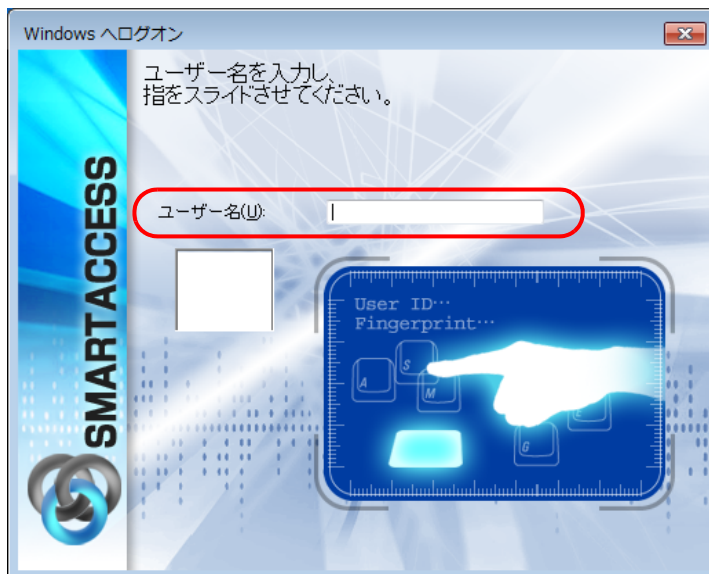 Windows へログオン
ユーザー名を入力し、
指をスライドさせてください。
SMARTACCESS
ユーザー名(U):
User ID…
Fingerprint…
S
A
M
E
G